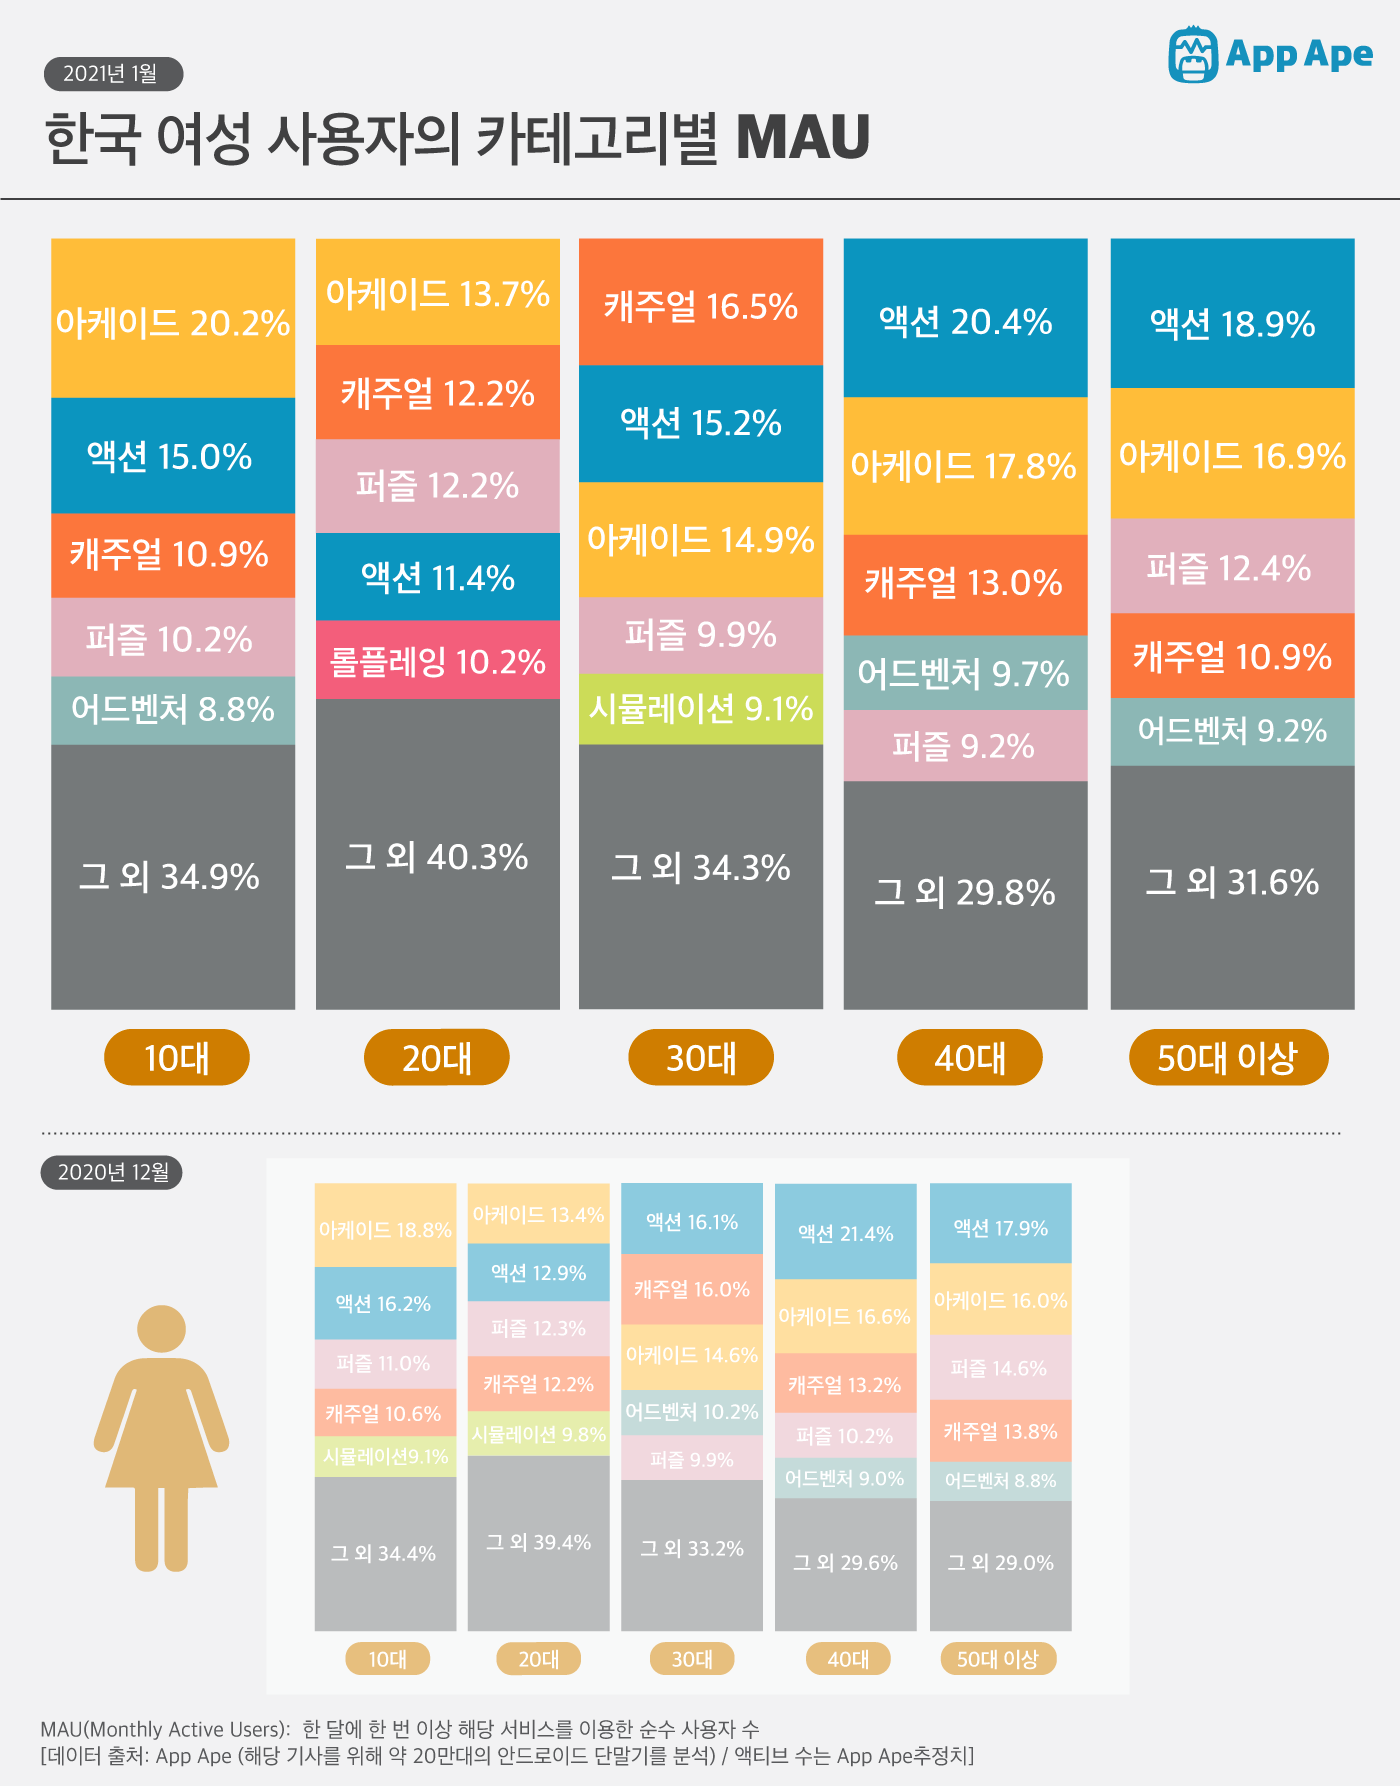 App Ape
2021년 1월
한국 여성 사용자의 카테고리별 MAU
아케이드 20.2%
액션 15.0%
캐주얼 10.9%
퍼즐 10.2%
어드벤처 8.8%
그 외 34.9%
10대
아케이드 13.7%
캐주얼 12.2%
퍼즐 12.2%
액션 11.4%
롤플레잉 10.2%
그 외 40.3%
20대
캐주얼 16.5%
액션 15.2%
아케이드 14.9%
퍼즐 9.9%
시뮬레이션 9.1%
그 외 34.3%
30대
액션 20.4%
아케이드 17.8%
캐주얼 13.0%
어드벤처 9.7%
퍼즐 9.2%
그 외 29.8%
40대
액션 18.9%
아케이드 16.9%
퍼즐 12.4%
캐주얼 10.9%
어드벤처 9.2%
그 외 31.6%
50대 이상
2020년 12월
아케이드 18.8%
액션 16.2%
퍼즐 11.0%
캐주얼 10.6%
시뮬레이션9.1%
그 외 34.4%
10대
아케이드 13.4%
액션 12.9%
퍼즐 12.3%
캐주얼 12.2%
시뮬레이션 9.8%
그 외 39.4%
20대
액션 16.1%
캐주얼 16.0%
아케이드 14.6%
어드벤처 10.2%
퍼즐 9.9%
그 외 33.2%
30대
액션 21.4%
아케이드 16.6%
캐주얼 13.2%
퍼즐 10.2%
어드벤처 9.0%
그 외 29.6%
40대
액션 17.9%
아케이드 16.0%
퍼즐 14.6%
캐주얼 13.8%
어드벤처 8.8%
그 외 29.0%
50대 이상
MAU(Monthly Active Users): 한 달에 한 번 이상 해당 서비스를 이용한 순수 사용자 수
[데이터 출처: App Ape (해당 기사를 위해 약 20만대의 안드로이드 단말기를 분석) / 액티브 수는 App Ape추정치]